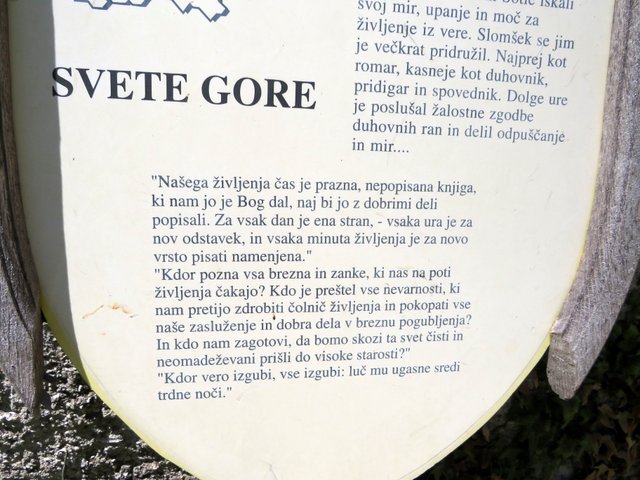 iskali
svoj mir, upanje in moč za
življenje iz vere. Slomšek se jim
je večkrat pridružil. Najprej kot
romar, kasneje kot duhovnik,
pridigar in spovednik. Dolge ure
je poslušal žalostne zgodbe
duhovnih ran in delil odpuščanje
in mir....
SVETE GORE
"Našega življenja čas je prazna, nepopisana knjiga,
ki nam jo je Bog dal, naj bi jo z dobrimi deli
popisali. Za vsak dan je ena stran, - vsaka ura je za
nov odstavek, in vsaka minuta življenja je za novo
vrsto pisati namenjena."
"Kdor pozna vsa brezna in zanke, ki nas na poti
življenja čakajo? Kdo je preštel vse nevarnosti, ki
nam pretijo zdrobiti čolnič življenja in pokopati vse
naše zasluženje in dobra dela v breznu pogubljenja?
In kdo nam zagotovi, da bomo skozi ta svet čisti in
neomadeževani prišli do visoke starosti?"
"Kdor vero izgubi, vse izgubi: luč mu ugasne sredi
trdne noči."